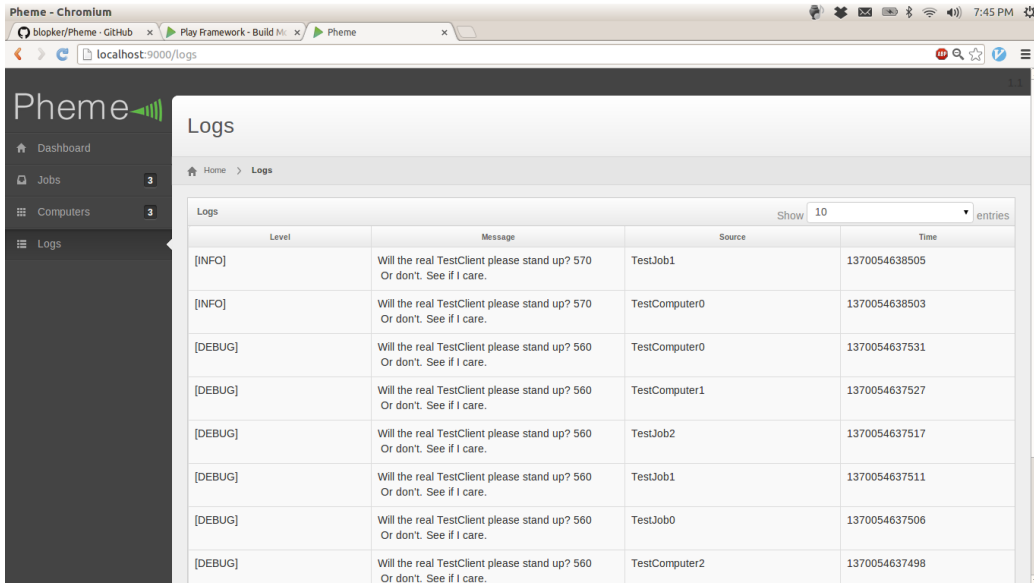 Pheme - Chromium
7:45 PM
blopker/Pheme · GitHub
Play Framework - Build Mo
Pheme
localhost:9000/logs
Pheme
Logs
Dashboard
Jobs 3
Computers 3
Logs
Home > Logs
Logs
Show 10 entries
Level Message Source Time
[INFO] Will the real TestClient please stand up? 570 TestJob1 1370054638505
Or don't. See if I care.
[INFO] Will the real TestClient please stand up? 570 TestComputer0 1370054638503
Or don't. See if I care.
[DEBUG] Will the real TestClient please stand up? 560 TestComputer0 1370054637531
Or don't. See if I care.
[DEBUG] Will the real TestClient please stand up? 560 TestComputer1 1370054637527
Or don't. See if I care.
[DEBUG] Will the real TestClient please stand up? 560 TestJob2 1370054637517
Or don't. See if I care.
[DEBUG] Will the real TestClient please stand up? 560 TestJob1 1370054637511
Or don't. See if I care.
[DEBUG] Will the real TestClient please stand up? 560 TestJob0 1370054637506
Or don't. See if I care.
[DEBUG] Will the real TestClient please stand up? 560 TestComputer2 1370054637498
Or don't. See if I care.